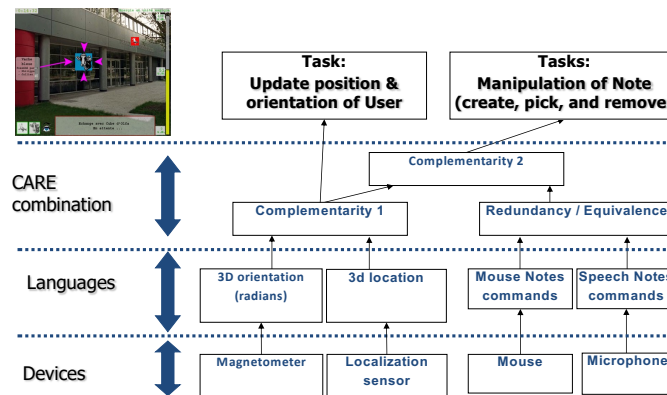 Task:
Update position &
orientation of User
Tasks:
Manipulation of Note
(create, pick, and remove
CARE
combination
Complementarity 2
Complementarity 1
Redundancy / Equivalence
Languages
3D orientation
(radians)
3d location
Mouse Notes
commands
Speech Notes
commands
Devices
Magnetometer
Localization
sensor
Mouse
Microphone